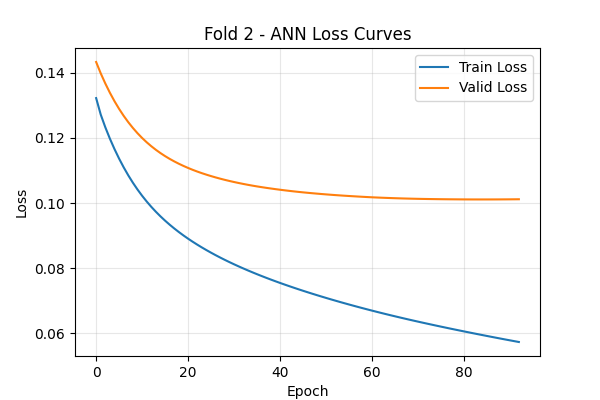 Fold 2 - ANN Loss Curves
Train Loss
Valid Loss
0.14
0.12
0.10
0.08
0.06
Loss
0 20 40 60 80
Epoch